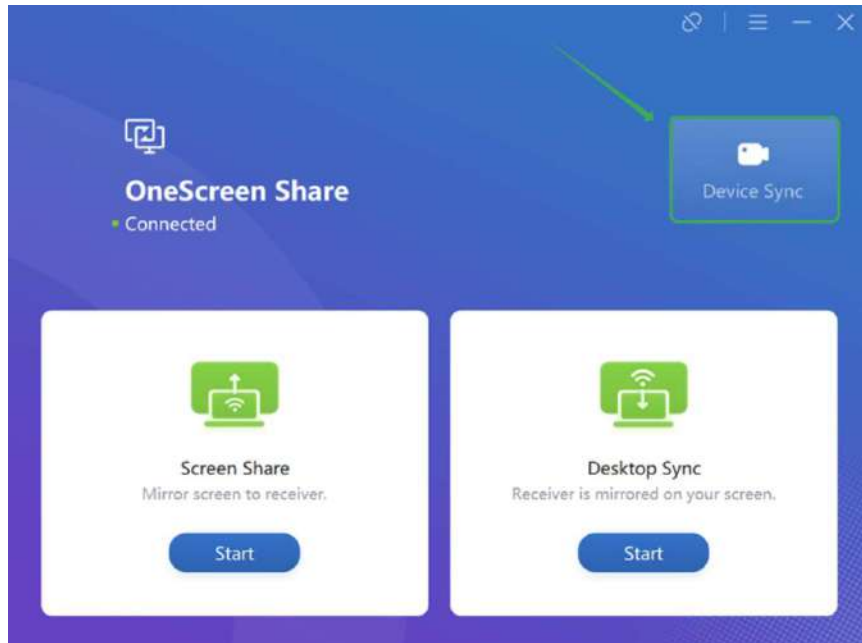 OneScreen Share
Connected
Device Sync
Screen Share
Mirror screen to receiver.
Start
Desktop Sync
Receiver is mirrored on your screen.
Start